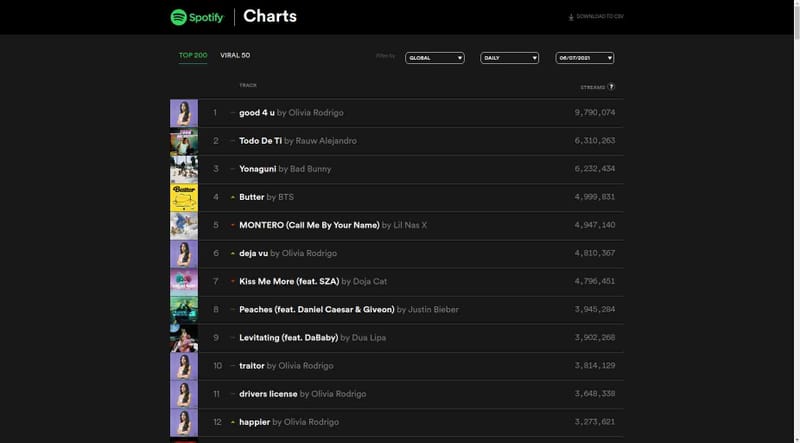 Spotify Charts
DOWNLOAD TO CSV
TOP 200 VIRAL 50 Filter by GLOBAL DAILY 06/07/2021
TRACK STREAMS ?
1 good 4 u by Olivia Rodrigo 9,790,074
2 Todo De Ti by Rauw Alejandro 6,310,263
3 Yonaguni by Bad Bunny 6,232,434
Butter
4 Butter by BTS 4,999,831
5 MONTERO (Call Me By Your Name) by Lil Nas X 4,947,140
6 deja vu by Olivia Rodrigo 4,810,367
7 Kiss Me More (feat. SZA) by Doja Cat 4,796,451
8 Peaches (feat. Daniel Caesar & Giveon) by Justin Bieber 3,945,284
9 Levitating (feat. DaBaby) by Dua Lipa 3,902,268
10 traitor by Olivia Rodrigo 3,814,129
11 drivers license by Olivia Rodrigo 3,648,338
12 happier by Olivia Rodrigo 3,273,621